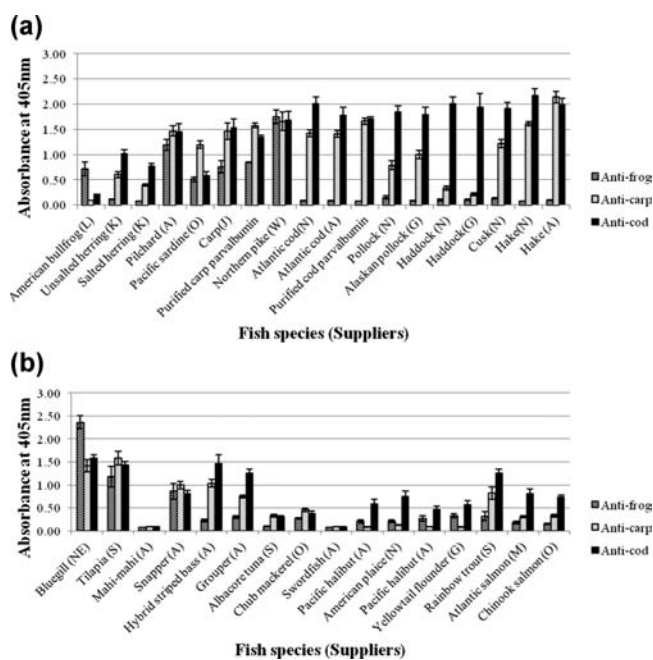 (a)
Absorbance at 405nm
3.00
2.50
2.00
1.50
1.00
0.50
0.00
American bullfrog (L)
Unsalted herring (K)
Salted herring (K)
Pilchard (A)
Pacific sardine (O)
Carp(J)
Purified carp parvalbumin
Northern pike (W)
Atlantic cod(N)
Atlantic cod (A)
Purified cod parvalbumin
Pollock (N)
Alaskan pollock (G)
Haddock (N)
Haddock(G)
Cusk(N)
Hake(N)
Hake (A)
Anti-frog
Anti-carp
Anti-cod
Fish species (Suppliers)
(b)
Absorbance at 405nm
3.00
2.50
2.00
1.50
1.00
0.50
0.00
Bluegill (NE)
Tilapia (S)
Mahi-mahi (A)
Snapper (A)
Hybrid striped bass (A)
Grouper (A)
Albacore tuna (S)
Chub mackerel (O)
Swordfish (A)
Pacific halibut (A)
American plaice (N)
Pacific halibut (A)
Yellowtail flounder (G)
Rainbow trout (S)
Atlantic salmon (M)
Chinook salmon (O)
Anti-frog
Anti-carp
Anti-cod
Fish species (Suppliers)